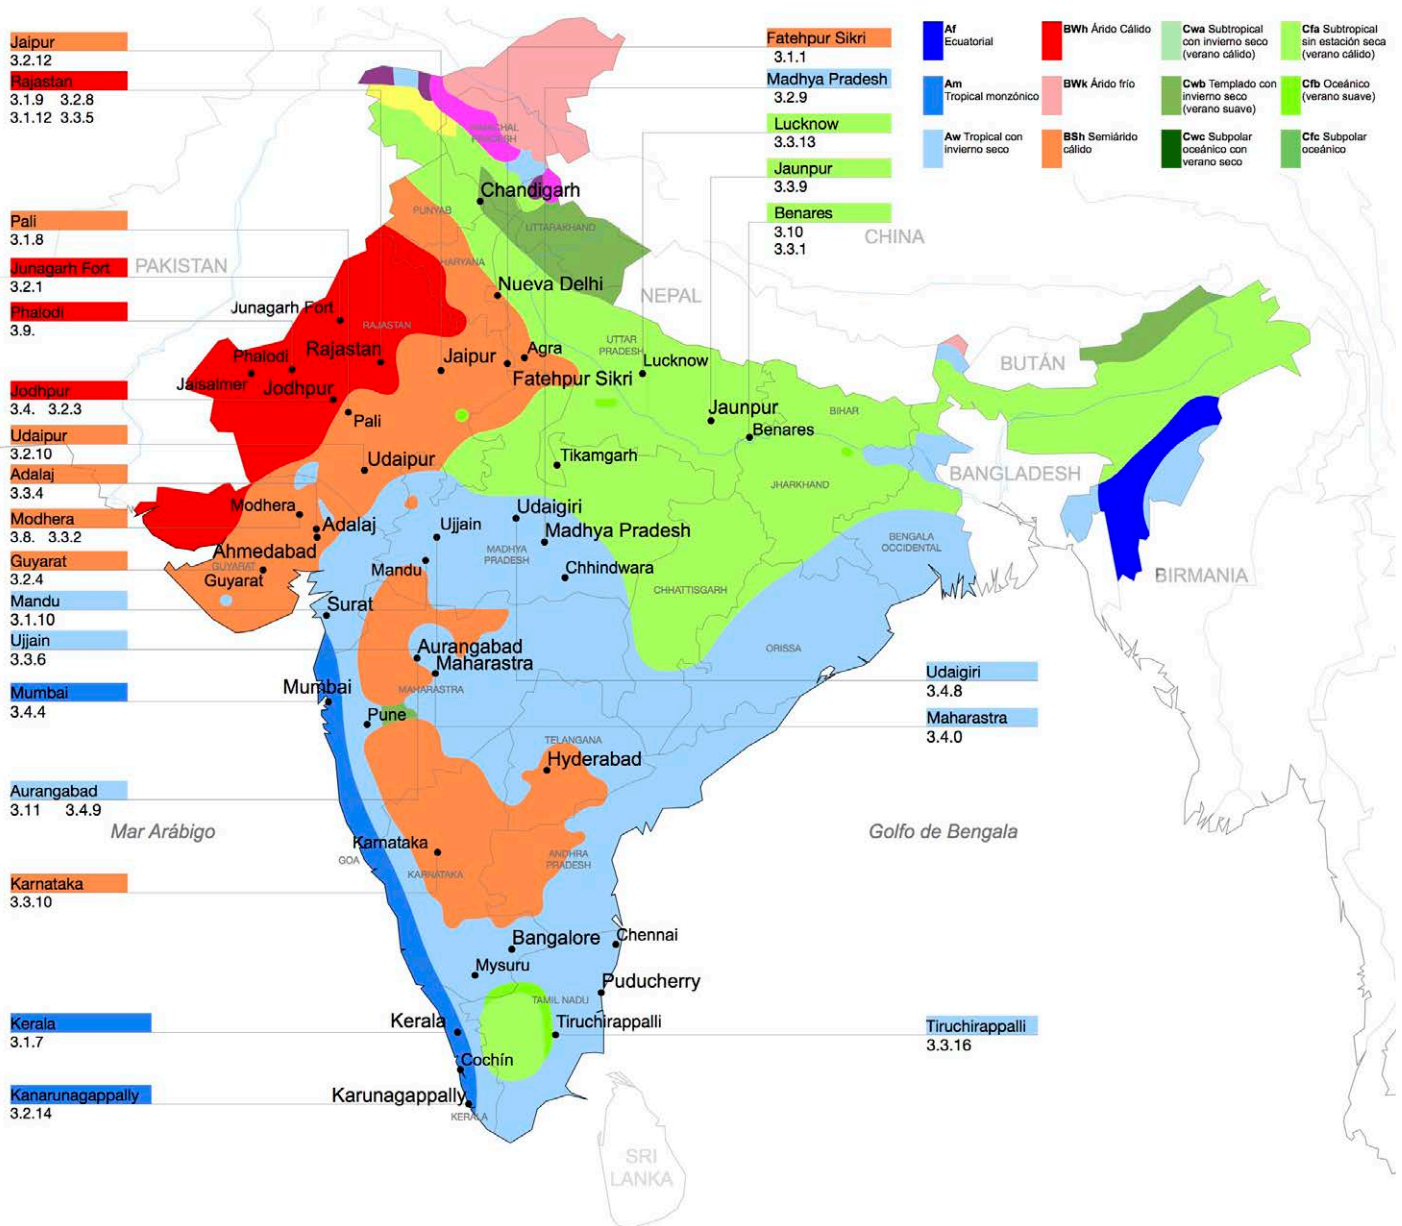 Jaipur
3.2.12
Rajastan
3.1.9 3.2.8
3.1.12 3.3.5
Pali
3.1.8
Junagarh Fort
3.2.1
Phalodi
3.9.
Jodhpur
3.4. 3.2.3
Udaipur
3.2.10
Adalaj
3.3.4
Modhera
3.8. 3.3.2
Guyarat
3.2.4
Mandu
3.1.10
Ujjain
3.3.6
Mumbai
3.4.4
Aurangabad
3.11 3.4.9
Karnataka
3.3.10
Kerala
3.1.7
Kanarunagappally
3.2.14
Fatehpur Sikri
3.1.1
Madhya Pradesh
3.2.9
Lucknow
3.3.13
Jaunpur
3.3.9
Benares
3.10
3.3.1
Udaigiri
3.4.8
Maharastra
3.4.0
Tiruchirappalli
3.3.16
Af
Ecuatorial
Am
Tropical monzónico
Aw Tropical con
invierno seco
BWh Árido Cálido
BWk Árido frío
BSh Semiárido
cálido
Cwa Subtropical
con invierno seco
(verano cálido)
Cwb Templado con
invierno seco
(verano suave)
Cwc Subpolar
oceánico con
verano seco
Cfa Subtropical
sin estación seca
(verano cálido)
Cfb Oceánico
(verano suave)
Cfc Subpolar
oceánico
PAKISTAN
CHINA
NEPAL
BUTÁN
BANGLADESH
BIRMANIA
SRI
LANKA
Mar Arábigo
Golfo de Bengala
HIMACHAL
PRADESH
PUNYAB
UTTARAKHAND
HARYANA
RAJASTAN
UTTAR
PRADESH
BIHAR
JHARKHAND
BENGALA
OCCIDENTAL
MADHYA
PRADESH
CHHATTISGARH
ORISSA
GUYARAT
MAHARASTRA
TELANGANA
GOA
KARNATAKA
ANDHRA
PRADESH
TAMIL NADU
KERALA
Chandigarh
Nueva Delhi
Junagarh Fort
Phalodi
Rajastan
Jaisalmer
Jodhpur
Jaipur
Agra
Fatehpur Sikri
Lucknow
Jaunpur
Benares
Pali
Udaipur
Tikamgarh
Modhera
Adalaj
Ahmedabad
Guyarat
Ujjain
Udaigiri
Madhya Pradesh
Mandu
Chhindwara
Surat
Aurangabad
Maharastra
Mumbai
Pune
Hyderabad
Karnataka
Bangalore
Chennai
Mysuru
Puducherry
Kerala
Tiruchirappalli
Cochín
Karunagappally